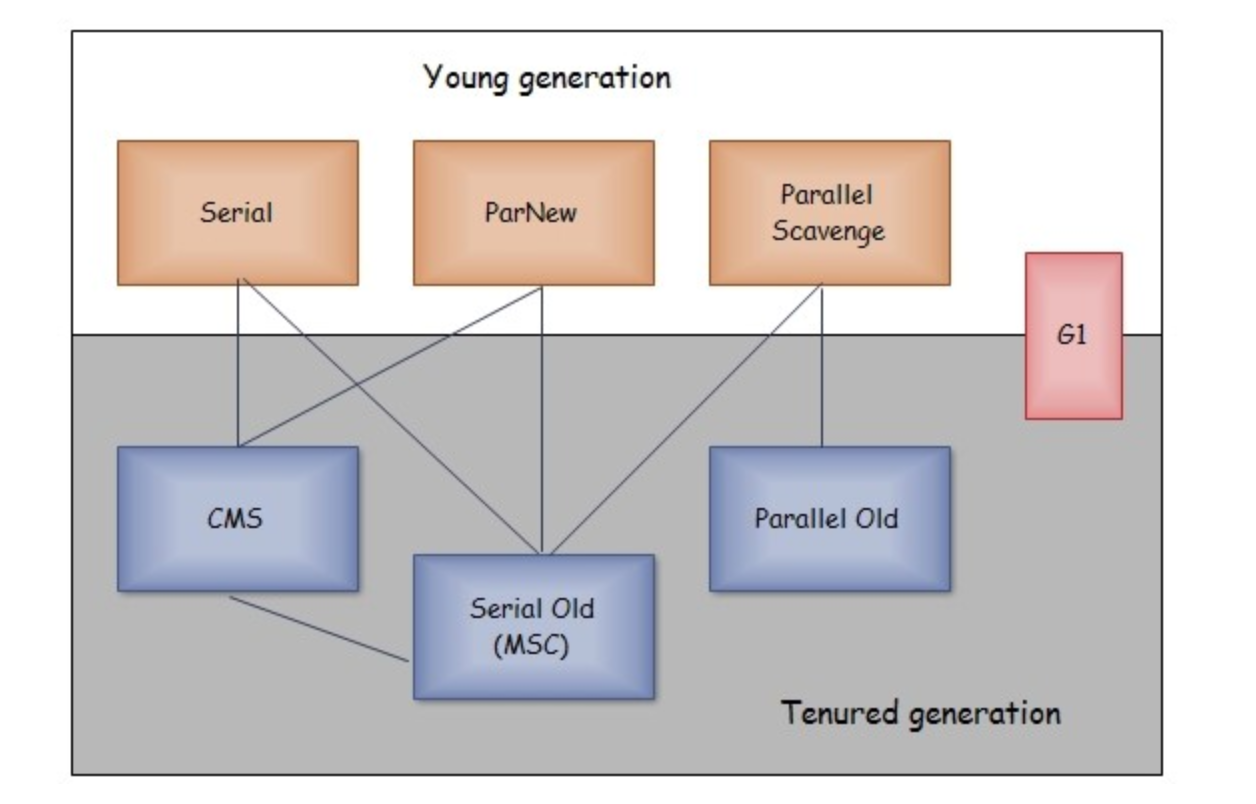 Young generation
Serial
ParNew
Parallel
Scavenge
G1
CMS
Parallel Old
Serial Old
(MSC)
Tenured generation